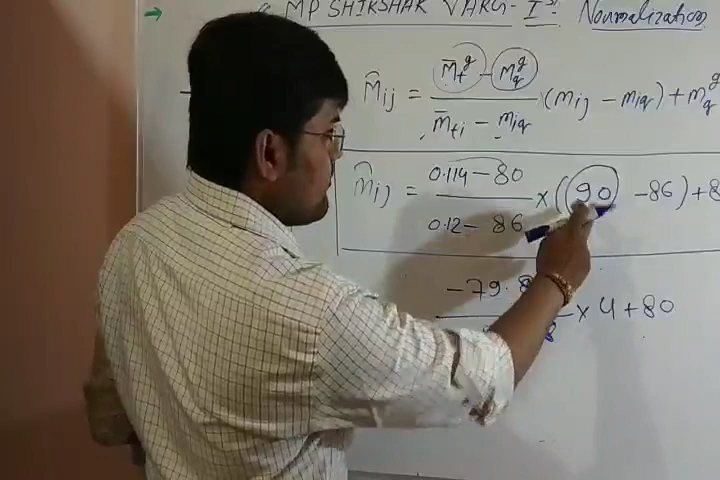 MP SHIKSHAK VARG - I Normalization
M̂ij = M̄t^g - Mq^g / M̄ti - Miq (Mij - Miq) + Mq^g
M̂ij = 0.114 - 80 / 0.12 - 86 × (90 - 86) + 8
-79.8 / 8 × 4 + 80